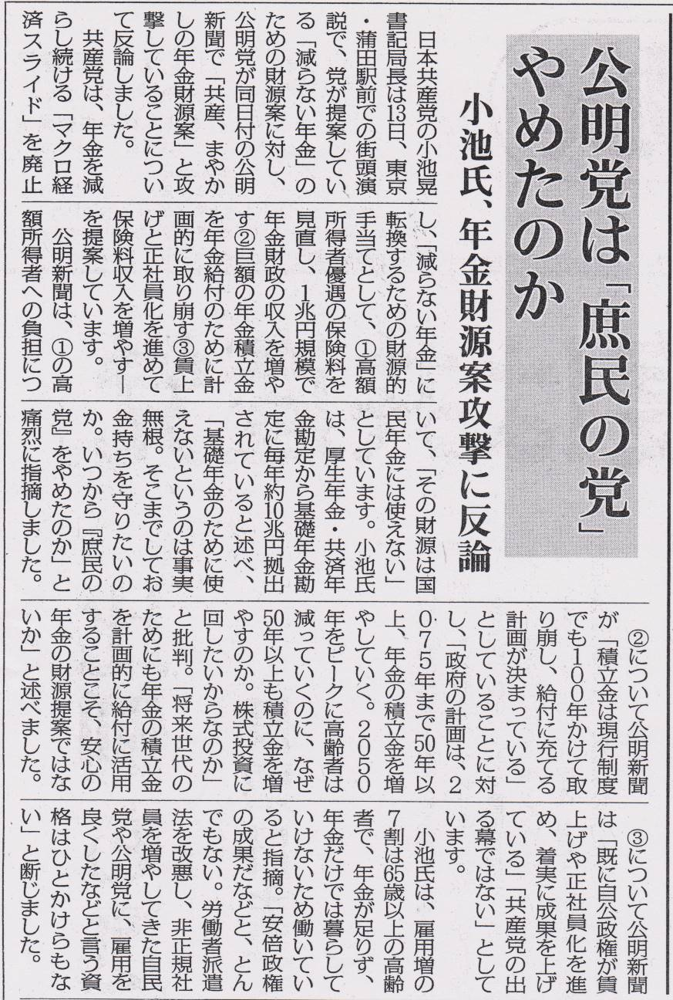 公明党は「庶民の党」
やめたのか
小池氏、年金財源案攻撃に反論
日本共産党の小池晃
書記局長は13日、東京
・蒲田駅前での街頭演
説で、党が提案してい
る「減らない年金」の
ための財源案に対し、
公明党が同日付の公明
新聞で「共産、まやか
しの年金財源案」と攻
撃していることについ
て反論しました。
共産党は、年金を減
らし続ける「マクロ経
済スライド」を廃止
し、「減らない年金」に
転換するための財源的
手当てとして、①高額
所得者優遇の保険料を
見直し、1兆円規模で
年金財政の収入を増や
す②巨額の年金積立金
を年金給付のために計
画的に取り崩す③賃上
げと正社員化を進めて
保険料収入を増やす―
を提案しています。
公明新聞は、①の高
額所得者への負担につ
いて、「その財源は国
民年金には使えない」
としています。小池氏
は、厚生年金・共済年
金勘定から基礎年金勘
定に毎年約10兆円拠出
されていると述べ、
「基礎年金のために使
えないというのは事実
無根。そこまでしてお
金持ちを守りたいの
か。いつから『庶民の
党』をやめたのか」と
痛烈に指摘しました。
②について公明新聞
が「積立金は現行制度
でも100年かけて取
り崩し、給付に充てる
計画が決まっている」
としていることに対
し、「政府の計画は、2
075年まで50年以
上、年金の積立金を増
やしていく。2050
年をピークに高齢者は
減っていくのに、なぜ
50年以上も積立金を増
やすのか。株式投資に
回したいからなのか」
と批判。「将来世代の
ためにも年金の積立金
を計画的に給付に活用
することこそ、安心の
年金の財源提案ではな
いか」と述べました。
③について公明新聞
は「既に自公政権が賃
上げや正社員化を進
め、着実に成果を上げ
ている」「共産党の出
る幕ではない」として
います。
小池氏は、雇用増の
7割は65歳以上の高齢
者で、年金が足りず、
年金だけでは暮らして
いけないため働いてい
ると指摘。「安倍政権
の成果だなどと、とん
でもない。労働者派遣
法を改悪し、非正規社
員を増やしてきた自民
党や公明党に、雇用を
良くしたなどと言う資
格はひとかけらもな
い」と断じました。